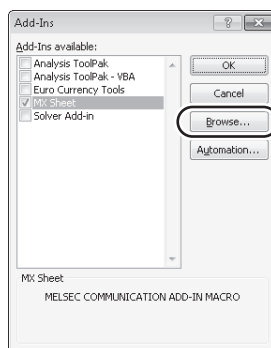 Add-Ins
Add-Ins available:
Analysis ToolPak
Analysis ToolPak - VBA
Euro Currency Tools
MX Sheet
Solver Add-in
OK
Cancel
Browse...
Automation...
MX Sheet
MELSEC COMMUNICATION ADD-IN MACRO